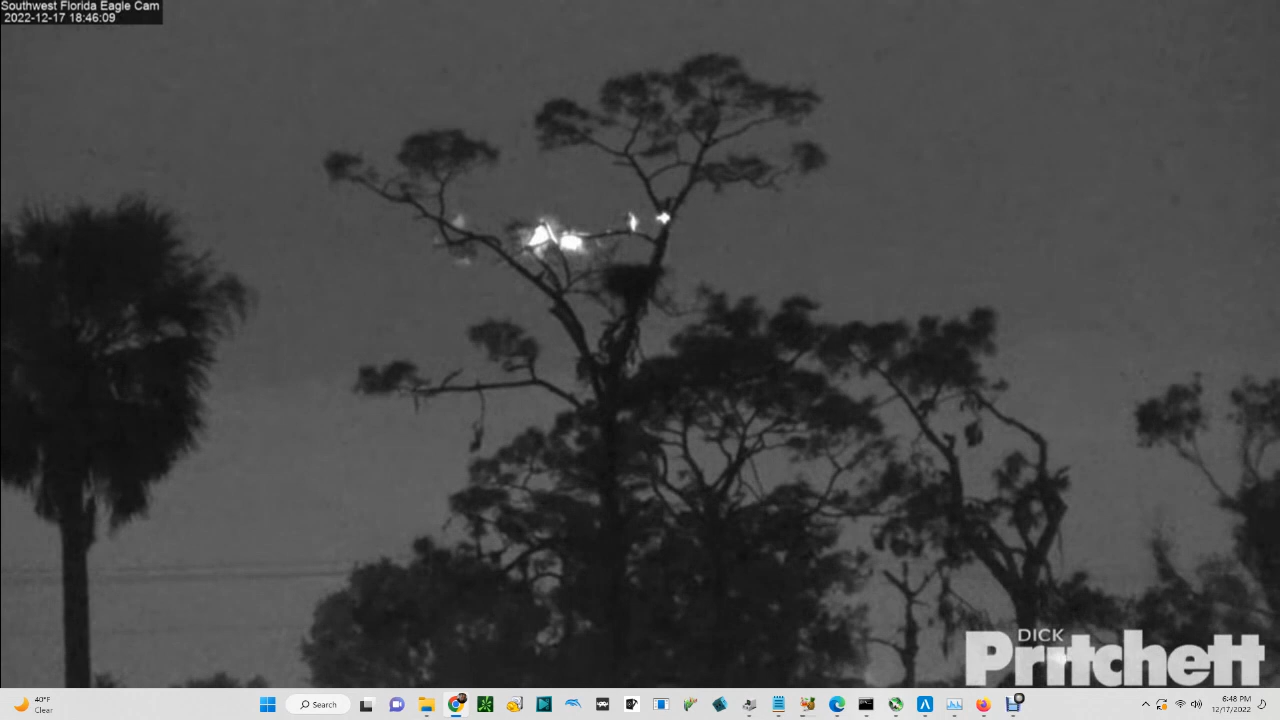 Southwest Florida Eagle Cam
2022-12-17 18:46:09
DICK
Pritchett
40°F
Clear
Search
6:48 PM
12/17/2022